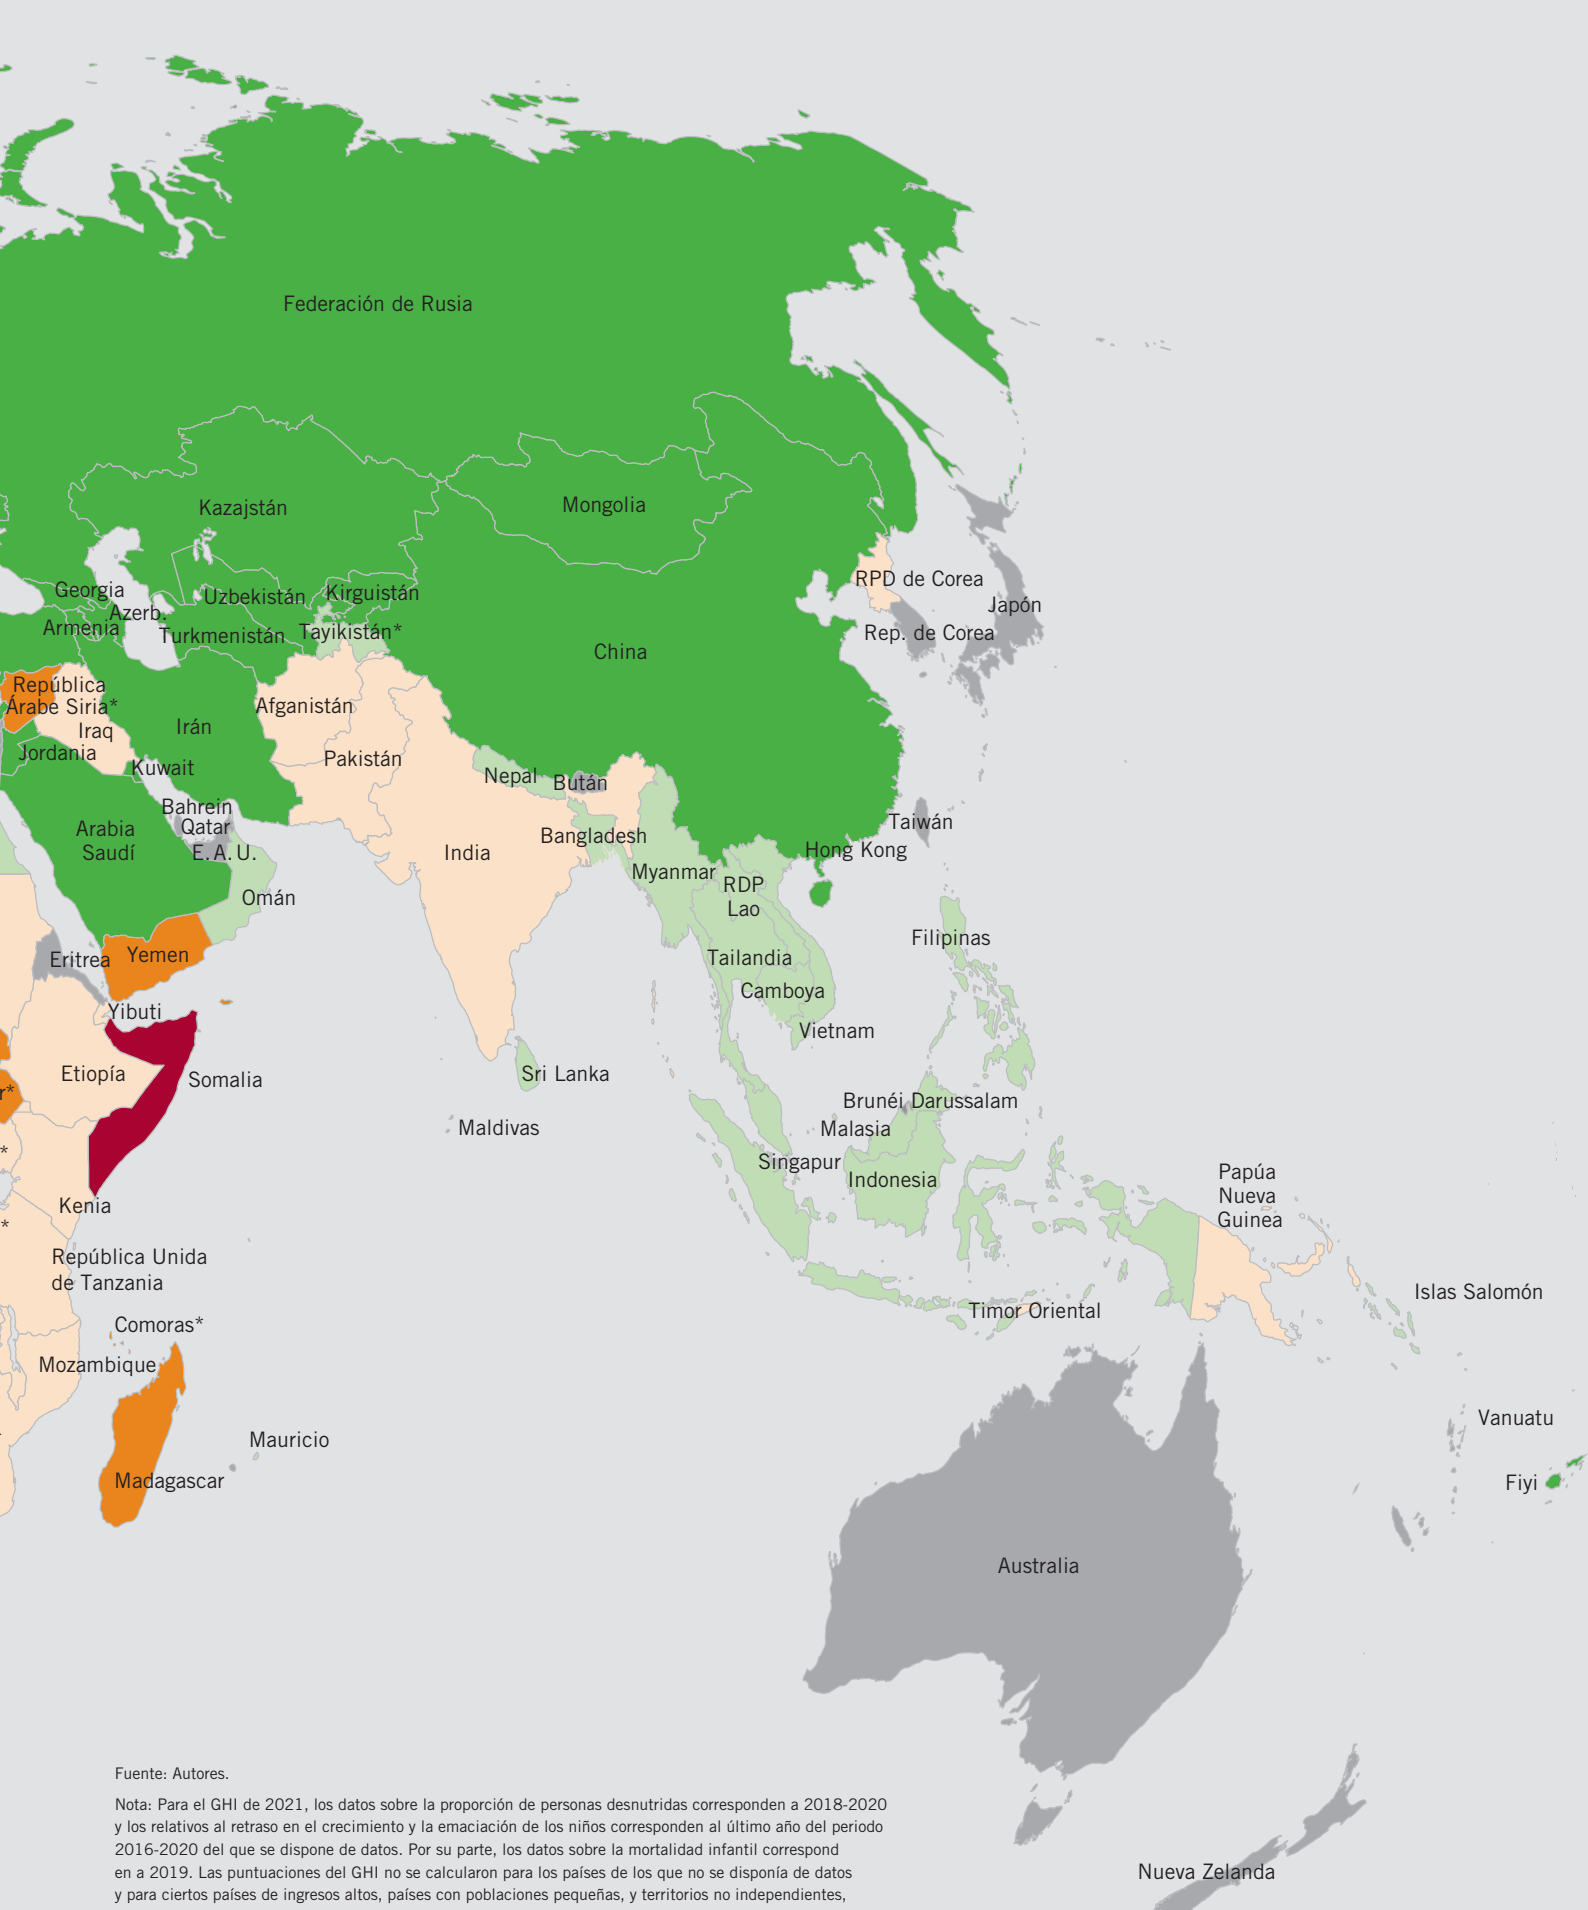 Federación de Rusia
Kazajstán
Mongolia
Georgia
Azerb.
Armenia
Uzbekistán
Kirguistán
Turkmenistán
Tayikistán*
RPD de Corea
Japón
Rep. de Corea
China
República
Árabe Siria*
Iraq
Jordania
Irán
Afganistán
Pakistán
Kuwait
Nepal
Bután
Bahrein
Qatar
E.A.U.
Arabia
Saudí
Bangladesh
India
Taiwán
Hong Kong
Myanmar
RDP
Lao
Omán
Filipinas
Eritrea
Yemen
Tailandia
Camboya
Yibuti
Vietnam
Etiopía
Somalia
Sri Lanka
r*
Brunéi Darussalam
Maldivas
Malasia
*
Singapur
Indonesia
Papúa
Nueva
Guinea
Kenia
*
República Unida
de Tanzania
Islas Salomón
Timor Oriental
Comoras*
Mozambique
Mauricio
Vanuatu
Madagascar
Fiyi
Australia
Fuente: Autores.
Nota: Para el GHI de 2021, los datos sobre la proporción de personas desnutridas corresponden a 2018-2020
y los relativos al retraso en el crecimiento y la emaciación de los niños corresponden al último año del periodo
2016-2020 del que se dispone de datos. Por su parte, los datos sobre la mortalidad infantil correspond
en a 2019. Las puntuaciones del GHI no se calcularon para los países de los que no se disponía de datos
y para ciertos países de ingresos altos, países con poblaciones pequeñas, y territorios no independientes,
Nueva Zelanda